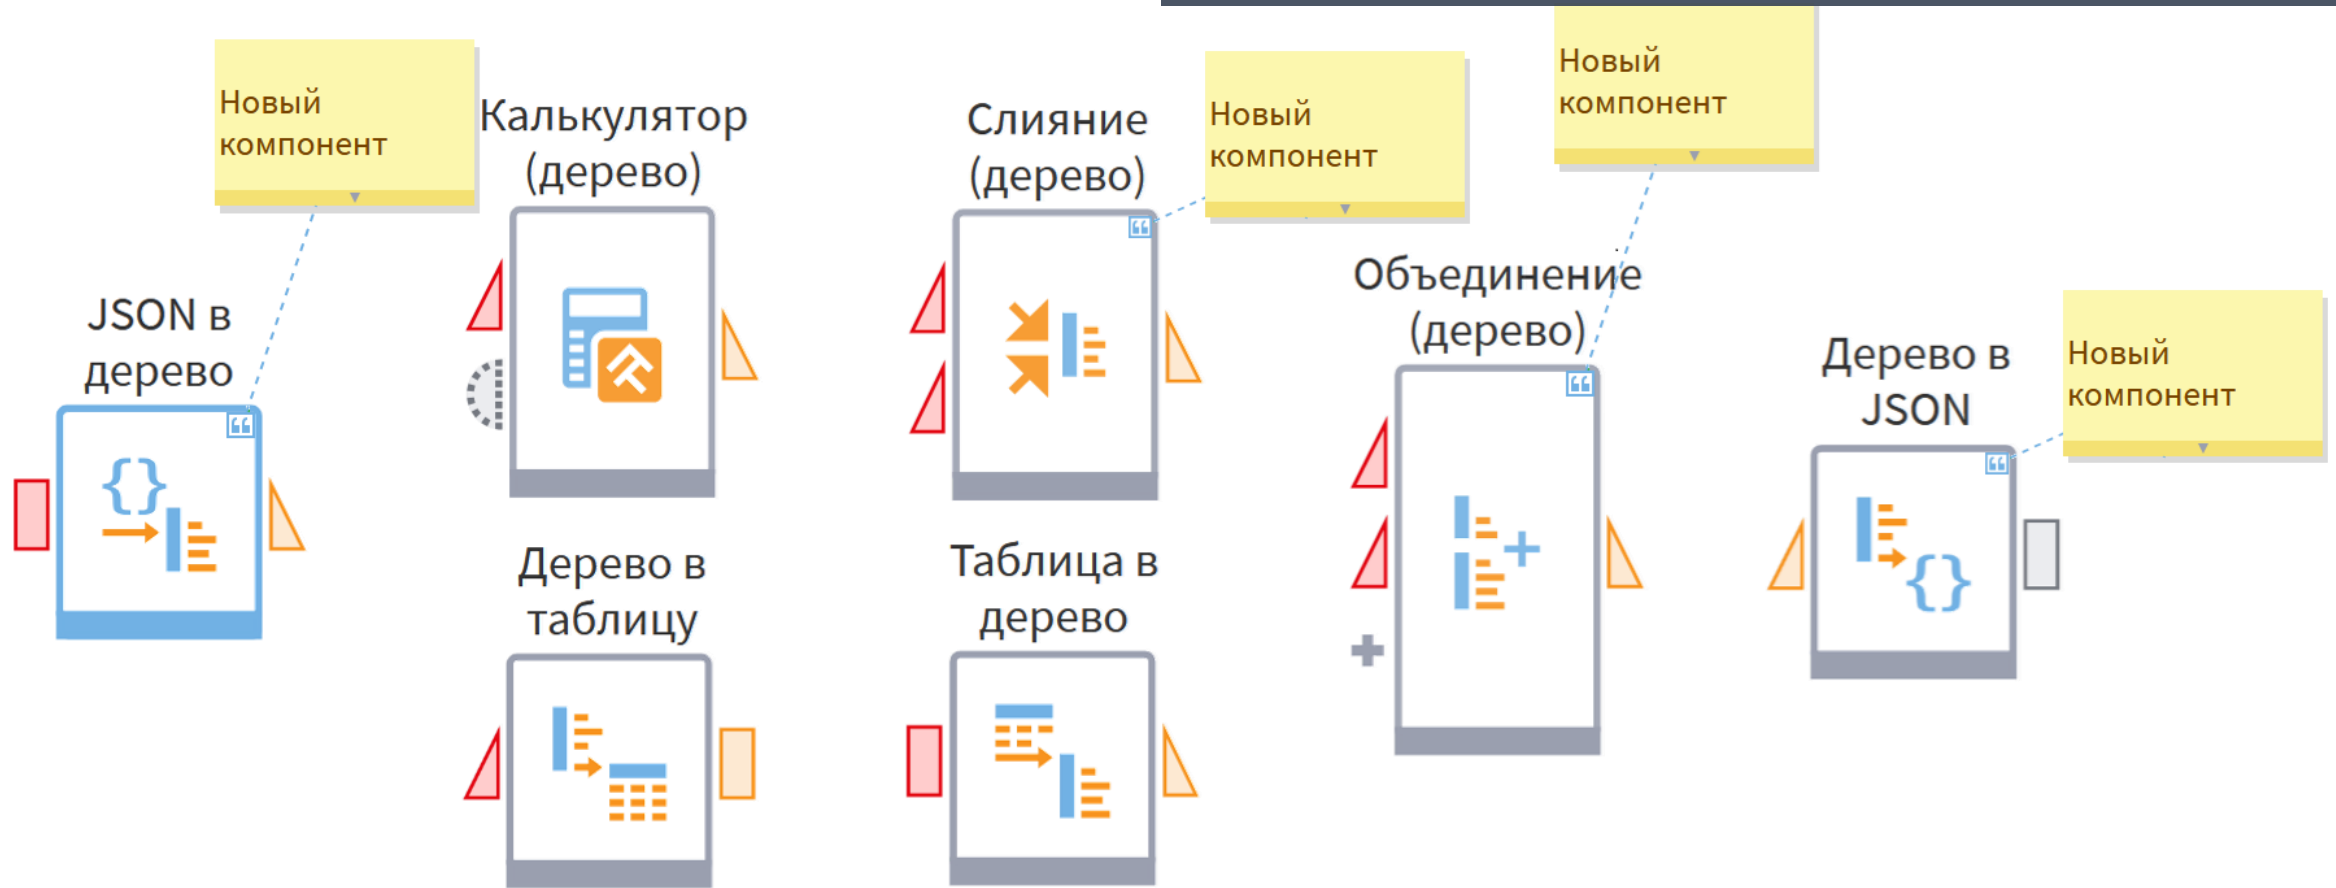 Новый
компонент
JSON в
дерево
Калькулятор
(дерево)
Дерево в
таблицу
Слияние
(дерево)
Новый
компонент
Таблица в
дерево
Новый
компонент
Объединение
(дерево)
Дерево в
JSON
Новый
компонент